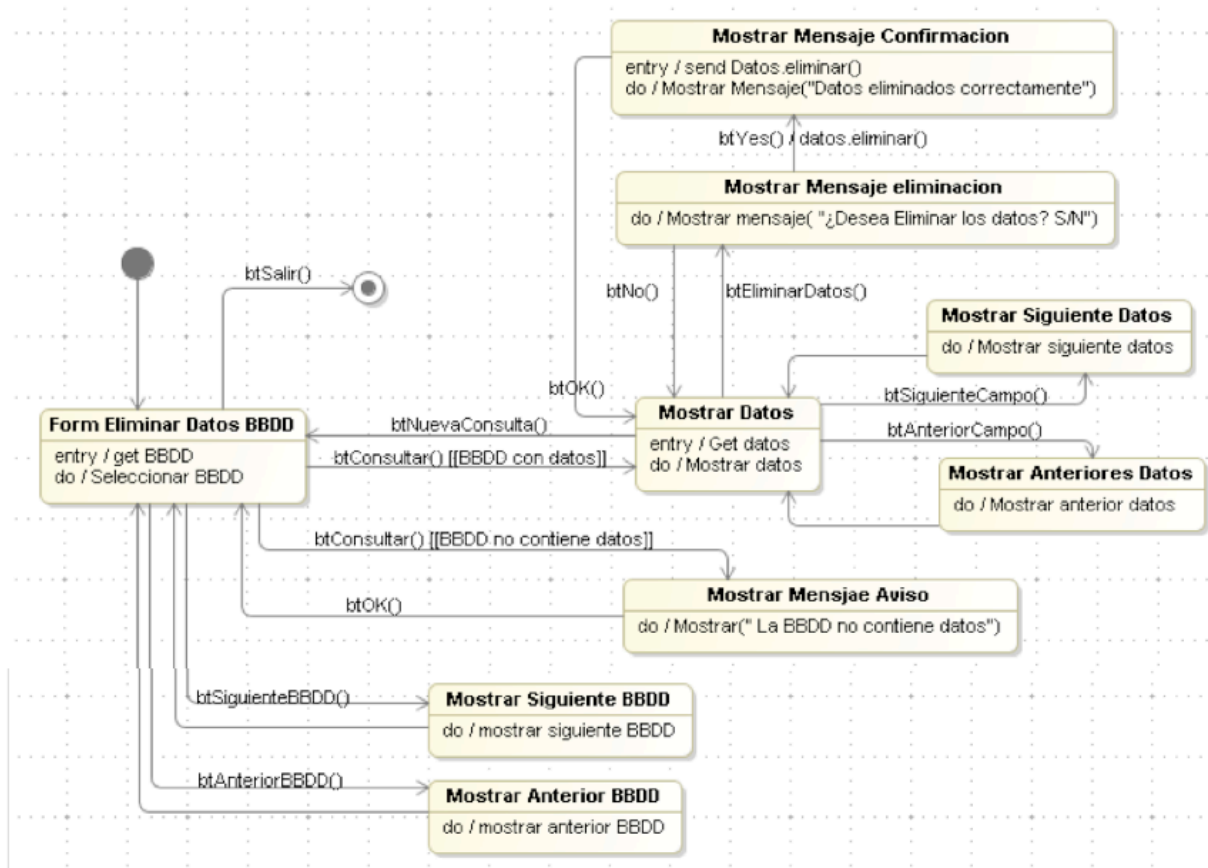 Mostrar Mensaje Confirmacion
entry / send Datos.eliminar()
do / Mostrar Mensaje("Datos eliminados correctamente")
btYes() / datos.eliminar()
Mostrar Mensaje eliminacion
do / Mostrar mensaje( "¿Desea Eliminar los datos? S/N")
btSalir()
btNo()
btEliminarDatos()
Mostrar Siguiente Datos
do / Mostrar siguiente datos
btOK()
btSiguienteCampo()
Form Eliminar Datos BBDD
entry / get BBDD
do / Seleccionar BBDD
btNuevaConsulta()
btConsultar() [[BBDD con datos]]
Mostrar Datos
entry / Get datos
do / Mostrar datos
btAnteriorCampo()
Mostrar Anteriores Datos
do / Mostrar anterior datos
btConsultar() [[BBDD no contiene datos]]
Mostrar Mensjae Aviso
do / Mostrar(" La BBDD no contiene datos")
btOK()
btSiguienteBBDD()
Mostrar Siguiente BBDD
do / mostrar siguiente BBDD
btAnteriorBBDD()
Mostrar Anterior BBDD
do / mostrar anterior BBDD